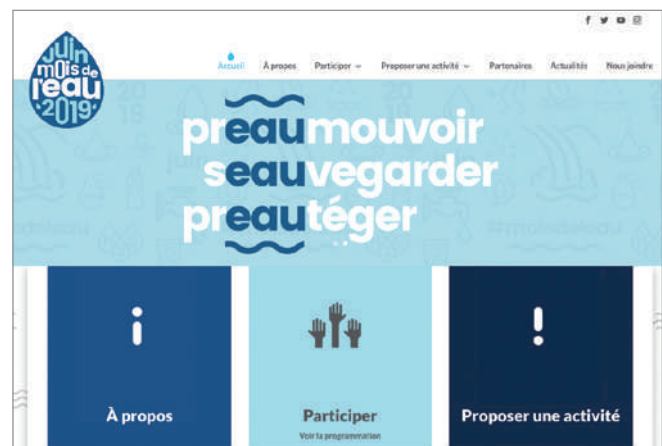 juin
mOis de
l'eau
•2019•
Accueil À propos Participer Proposer une activité Partenaires Actualités Nous joindre
preaumouvoir
seauvegarder
preautéger
À propos
Participer
Voir la programmation
Proposer une activité